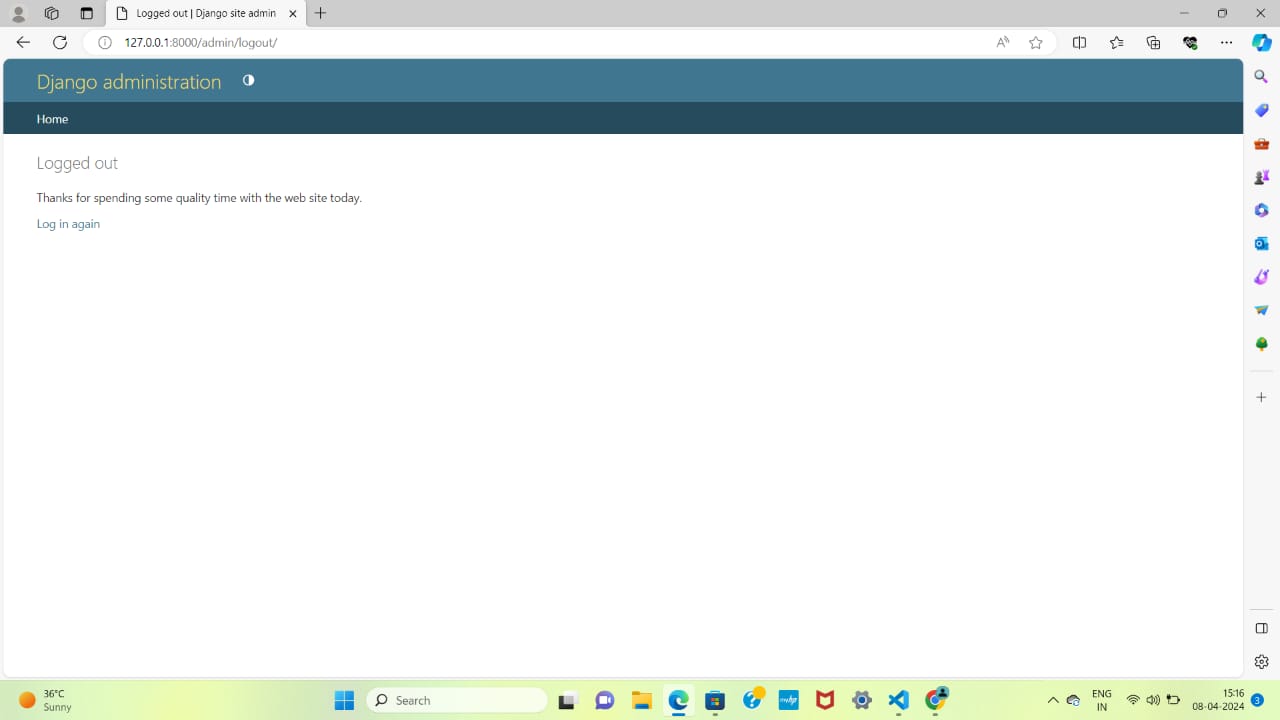 Logged out | Django site admin
127.0.0.1:8000/admin/logout/
Django administration
Home
Logged out
Thanks for spending some quality time with the web site today.
Log in again
36°C
Sunny
Search
myhp
ENG
IN
15:16
08-04-2024
3